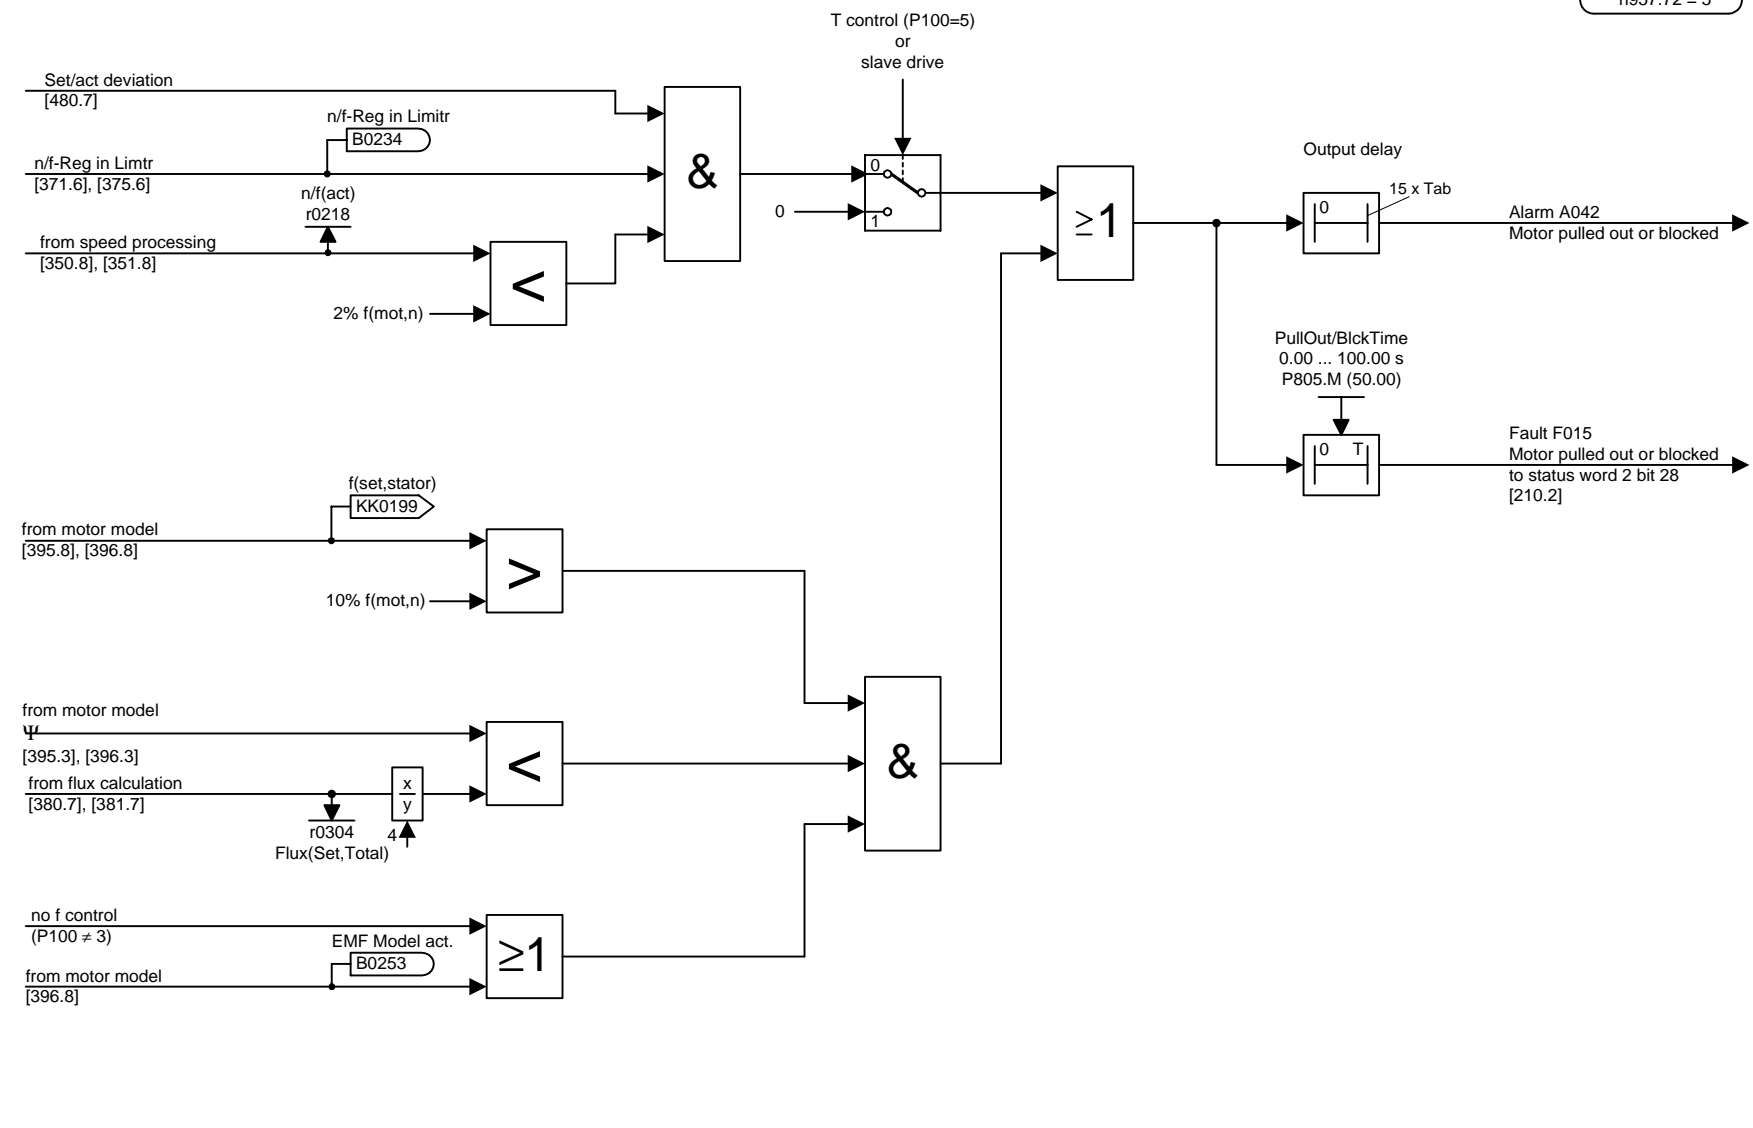 n957.72 = 5
T control (P100=5)
or
slave drive
Set/act deviation
[480.7]
n/f-Reg in Limitr
B0234
n/f-Reg in Limtr
[371.6], [375.6]
n/f(act)
r0218
from speed processing
[350.8], [351.8]
2% f(mot,n)
<
&
0
0
1
≥1
Output delay
0
15 x Tab
Alarm A042
Motor pulled out or blocked
PullOut/BlckTime
0.00 ... 100.00 s
P805.M (50.00)
0 T
Fault F015
Motor pulled out or blocked
to status word 2 bit 28
[210.2]
f(set,stator)
KK0199
from motor model
[395.8], [396.8]
10% f(mot,n)
>
from motor model
Ψ
[395.3], [396.3]
from flux calculation
[380.7], [381.7]
r0304
Flux(Set,Total)
x
y
4
<
&
no f control
(P100 ≠ 3)
EMF Model act.
B0253
from motor model
[396.8]
≥1